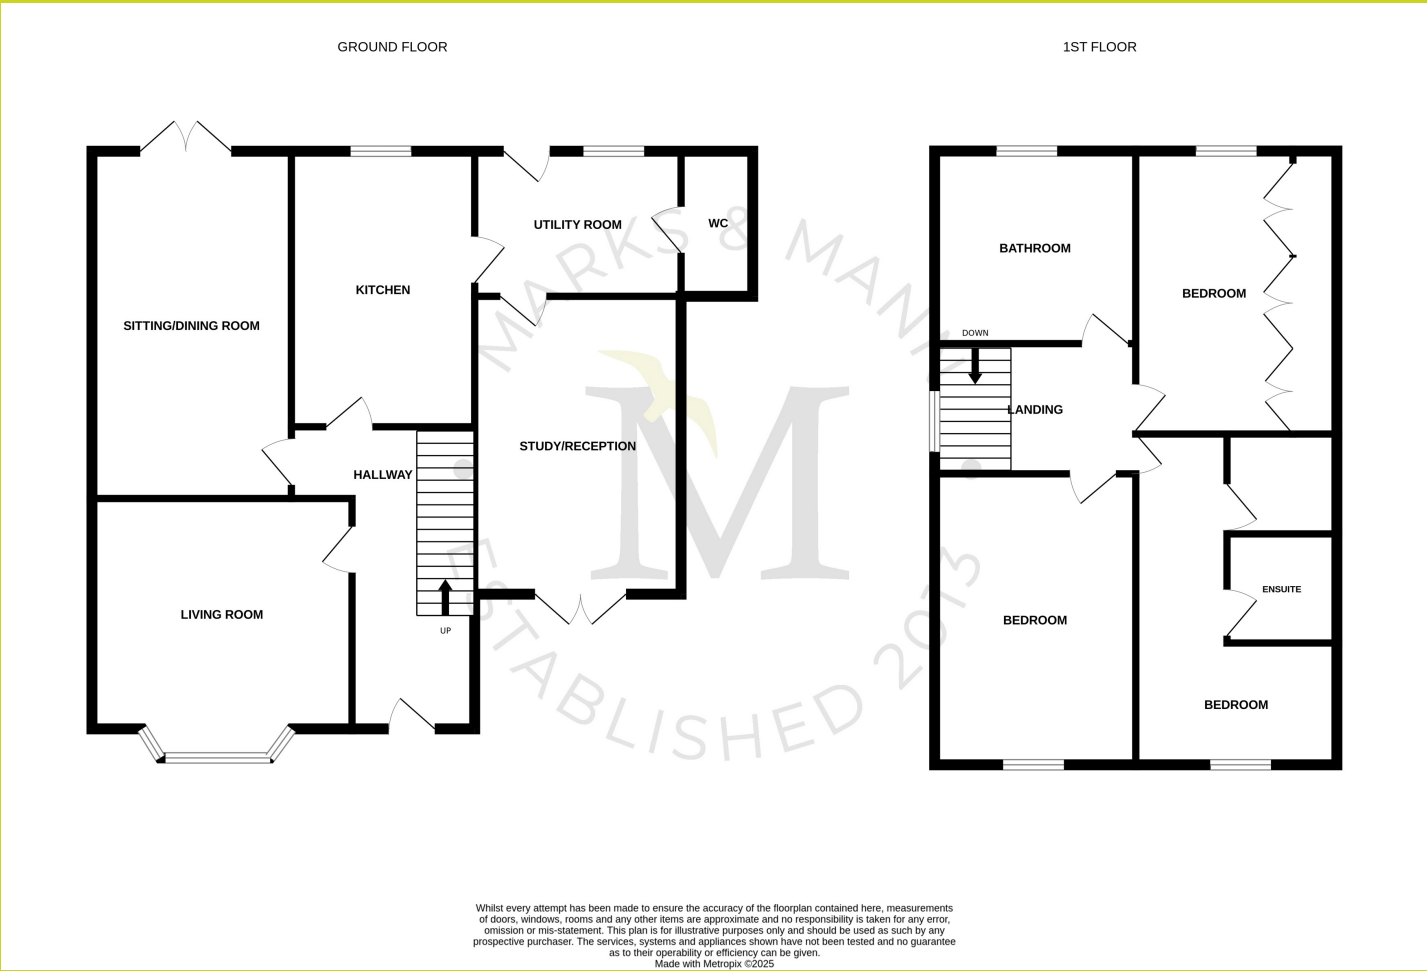 GROUND FLOOR
1ST FLOOR
SITTING/DINING ROOM
KITCHEN
UTILITY ROOM
WC
STUDY/RECEPTION
HALLWAY
LIVING ROOM
UP
BATHROOM
BEDROOM
DOWN
LANDING
ENSUITE
BEDROOM
BEDROOM
MARKS & MANN
M
ESTABLISHED 2013
Whilst every attempt has been made to ensure the accuracy of the floorplan contained here, measurements
of doors, windows, rooms and any other items are approximate and no responsibility is taken for any error,
omission or mis-statement. This plan is for illustrative purposes only and should be used as such by any
prospective purchaser. The services, systems and appliances shown have not been tested and no guarantee
as to their operability or efficiency can be given.
Made with Metropix ©2025